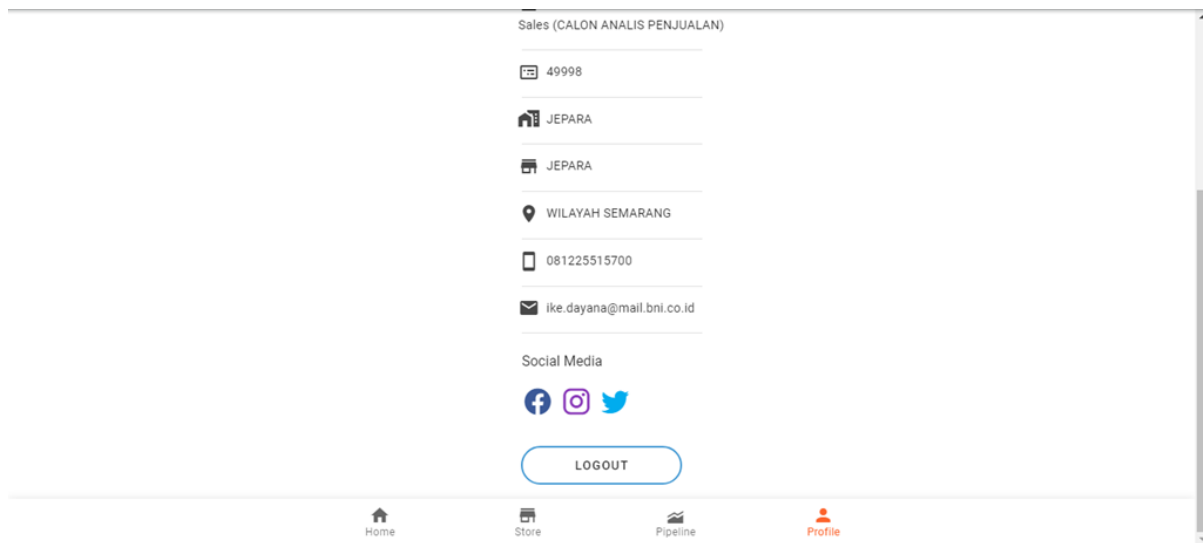 Sales (CALON ANALIS PENJUALAN)
49998
JEPARA
JEPARA
WILAYAH SEMARANG
081225515700
ike.dayana@mail.bni.co.id
Social Media
LOGOUT
Home
Store
Pipeline
Profile